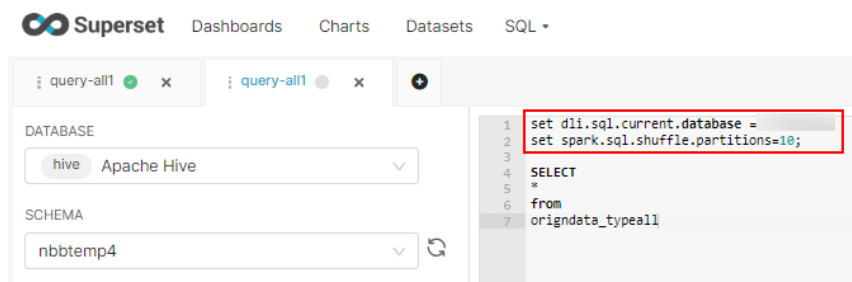 Superset Dashboards Charts Datasets SQL
query-all1 query-all1
DATABASE
hive Apache Hive
SCHEMA
nbbtemp4
1 set dli.sql.current.database =
2 set spark.sql.shuffle.partitions=10;
3
4 SELECT
5 *
6 from
7 origndata_typeall